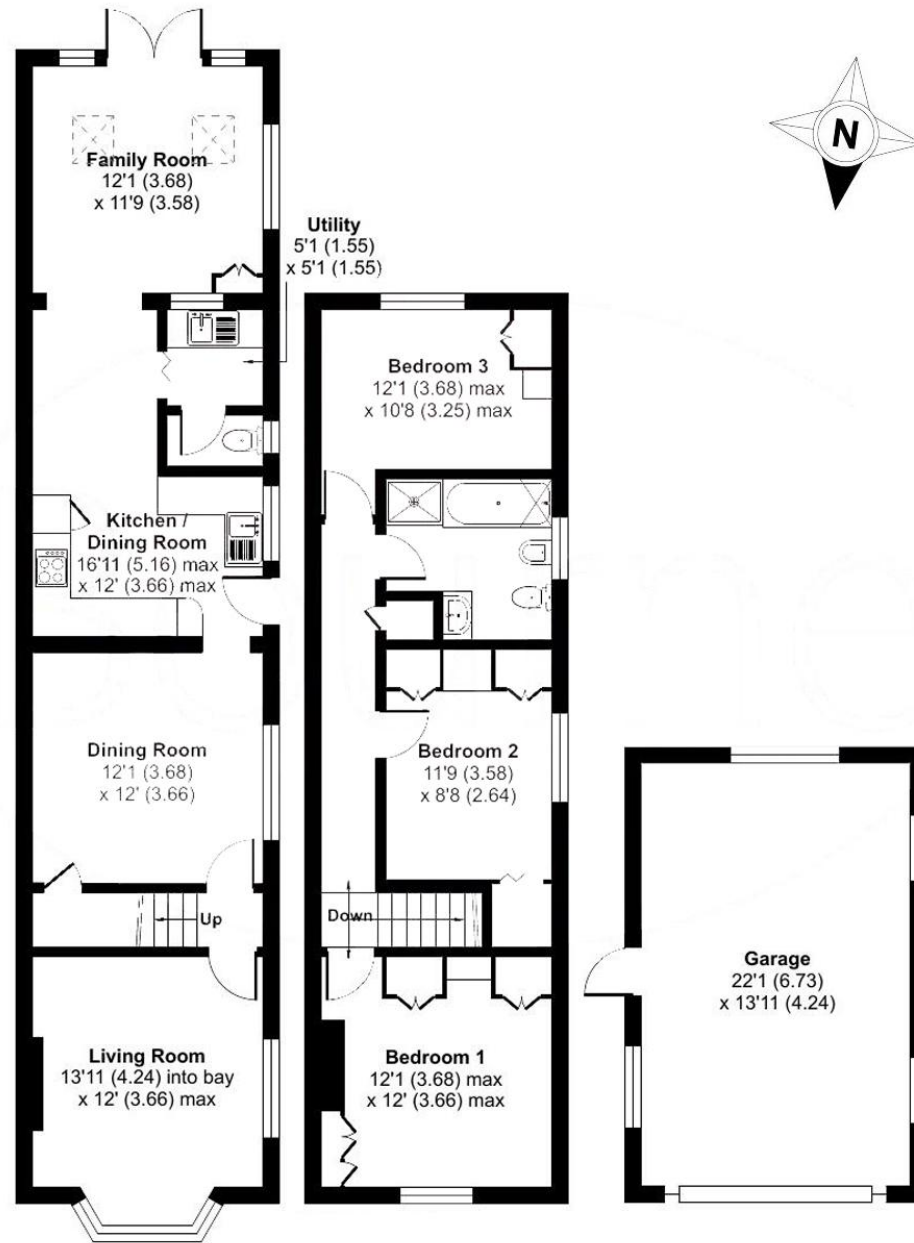 N
Family Room
12'1 (3.68)
x 11'9 (3.58)
Utility
5'1 (1.55)
x 5'1 (1.55)
Kitchen /
Dining Room
16'11 (5.16) max
x 12' (3.66) max
Dining Room
12'1 (3.68)
x 12' (3.66)
Up
Living Room
13'11 (4.24) into bay
x 12' (3.66) max
Bedroom 3
12'1 (3.68) max
x 10'8 (3.25) max
Bedroom 2
11'9 (3.58)
x 8'8 (2.64)
Down
Bedroom 1
12'1 (3.68) max
x 12' (3.66) max
Garage
22'1 (6.73)
x 13'11 (4.24)